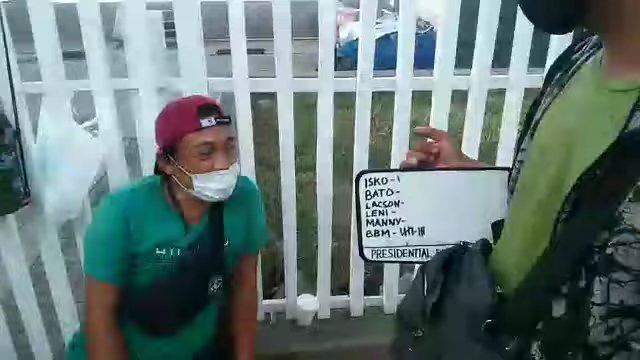 ISKO-1
BATO-
LACSON-
LENI-
MANNY-
BBM-
PRESIDENTIAL